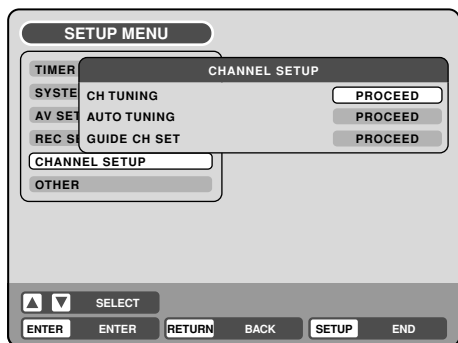 SETUP MENU
TIMER
CHANNEL SETUP
SYSTE
CH TUNING PROCEED
AV SET
AUTO TUNING PROCEED
REC SE
GUIDE CH SET PROCEED
CHANNEL SETUP
OTHER
SELECT
ENTER ENTER RETURN BACK SETUP END